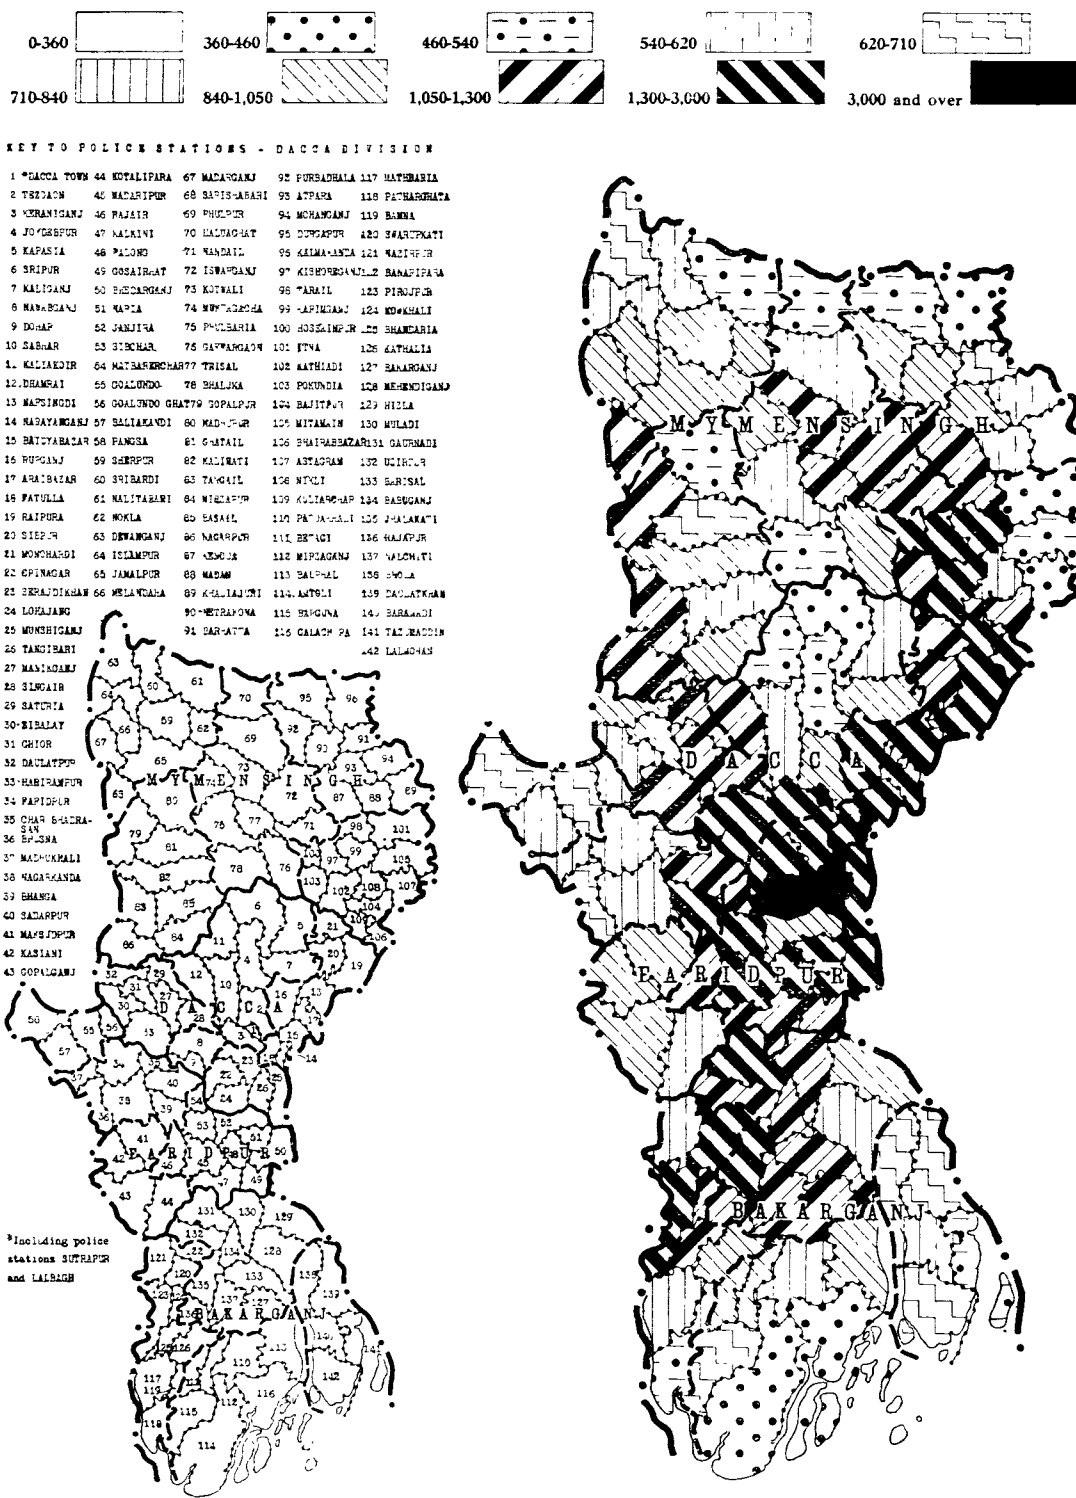 0-360 360-460 460-540 540-620 620-710
710-840 840-1,050 1,050-1,300 1,300-3,000 3,000 and over
KEY TO POLICE STATIONS - DACCA DIVISION
1 *DACCA TOWN 44 KOTALIPARA 67 MADARGANJ 92 PURBADHALA 117 MATHBARIA
2 TEZGAON 45 MADARIPUR 68 SARISHABARI 93 ATPARA 118 PATHARGHATA
3 KERANIGANJ 46 RAJAIR 69 PHULPUR 94 MOHANGANJ 119 BAMNA
4 JOYDEBPUR 47 KALKINI 70 HALUAGHAT 95 DURGAPUR 120 SWARUPKATI
5 KAPASIA 48 PALONG 71 NANDAIL 96 KALMAKANDA 121 NAZIRPUR
6 SRIPUR 49 GOSAIRHAT 72 ISWARGANJ 97 KISHOREGANJ 122 BANARIPARA
7 KALIGANJ 50 BHEDARGANJ 73 KOTWALI 98 TARAIL 123 PIROJPUR
8 NAWABGANJ 51 NARIA 74 MUKTAGACHA 99 KARIMGANJ 124 KOWKHALI
9 DOHAR 52 JANJIRA 75 PHULBARIA 100 HOSSAINPUR 125 BHANDARIA
10 SABHAR 53 SIBCHAR 76 GAFFARGAON 101 ITNA 126 KATHALIA
11 KALIAKOIR 54 77 TRISAL 102 KATHIADI 127 BAKARGANJ
12 DHAMRAI 55 GOALUNDO 78 BHALUKA 103 PAKUNDIA 128 MEHENDIGANJ
13 NARSINGDI 56 GOALUNDO GHAT 79 GOPALPUR 104 BAJITPUR 129 HIZLA
14 NARAYANGANJ 57 BALIAKANDI 80 MADHUPUR 105 MITAMAIN 130 MULADI
15 BAIDYABAZAR 58 PANGSA 81 GHATAIL 106 BHAIRABBAZAR 131 GAURNADI
16 RUPGANJ 59 SHERPUR 82 KALIHATI 107 ASTAGRAM 132 UZIRPUR
17 ARAIHAZAR 60 SRIBARDI 83 TANGAIL 108 NIKLI 133 BARISAL
18 FATULLA 61 NALITABARI 84 MIRZAPUR 109 KULIARCHAR 134 BABUGANJ
19 RAIPURA 62 NOKLA 85 BASAIL 110 PATUAKHALI 135 JHALAKATI
20 SIBPUR 63 DEWANGANJ 86 NAGARPUR 111 BETAGI 136 RAJAPUR
21 MONOHARDI 64 ISLAMPUR 87 KENDUA 112 MIRZAGANJ 137 NALCHITI
22 SRINAGAR 65 JAMALPUR 88 MADAN 113 BAUPHAL 138 BHOLA
23 SERAJDIKHAN 66 MELANDAHA 89 KHALIAJURI 114 AMTOLI 139 DAULATKHAN
24 LOHAJANG 90 NETRAKONA 115 BARGUNA 140
25 MUNSHIGANJ 91 BARHATTA 116 GALACHIPA 141 TAZUMADDIN
26 TANGIBARI 142 LALMOHAN
27 MANIKGANJ
28 SINGAIR
29 SATURIA
30 SIBALAY
31 GHIOR
32 DAULATPUR
33 HARIRAMPUR
34 FARIDPUR
35 CHAR BHADRA-
SAN
36 BHUSNA
37 MADHUKHALI
38 NAGARKANDA
39 BHANGA
40 SADARPUR
41 MAKSUDPUR
42 KASIANI
43 GOPALGANJ
*Including police
stations SUTRAPUR
and LALBAGH
MYMENSINGH
DACCA
FARIDPUR
BAKARGANJ
MYMENSINGH
DACCA
FARIDPUR
BAKARGANJ